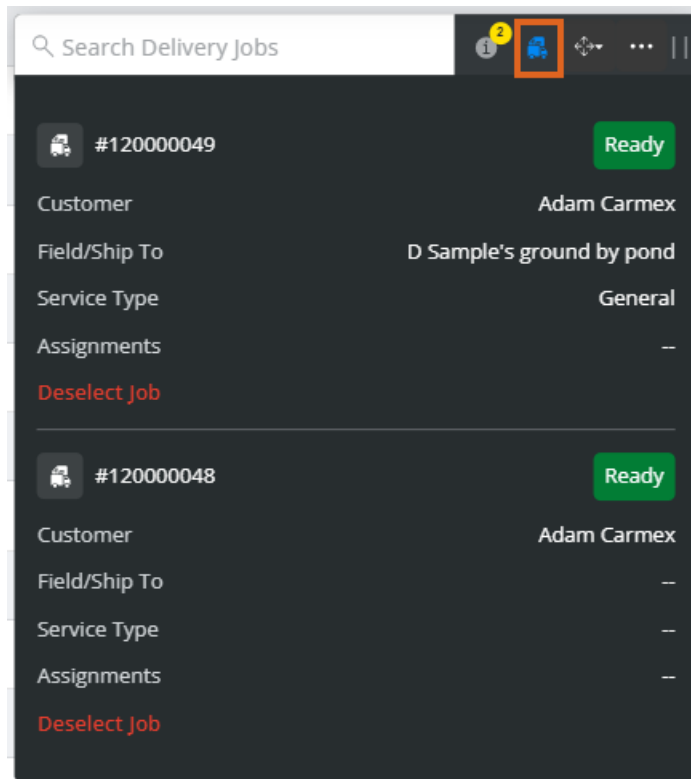 Search Delivery Jobs
2
#120000049 Ready
Customer Adam Carmex
Field/Ship To D Sample's ground by pond
Service Type General
Assignments --
Deselect Job
#120000048 Ready
Customer Adam Carmex
Field/Ship To --
Service Type --
Assignments --
Deselect Job